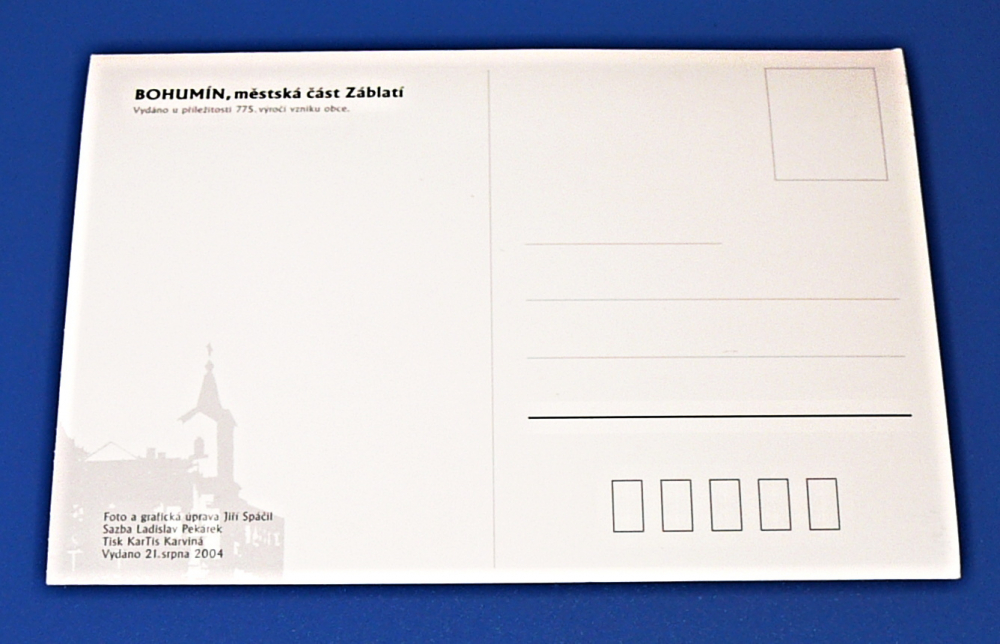 BOHUMÍN, městská část Záblatí
Vydáno u příležitosti 775. výročí vzniku obce.
Foto a grafická úprava Jiří Spáčil
Sazba Ladislav Pekárek
Tisk KarTis Karviná
Vydáno 21. srpna 2004